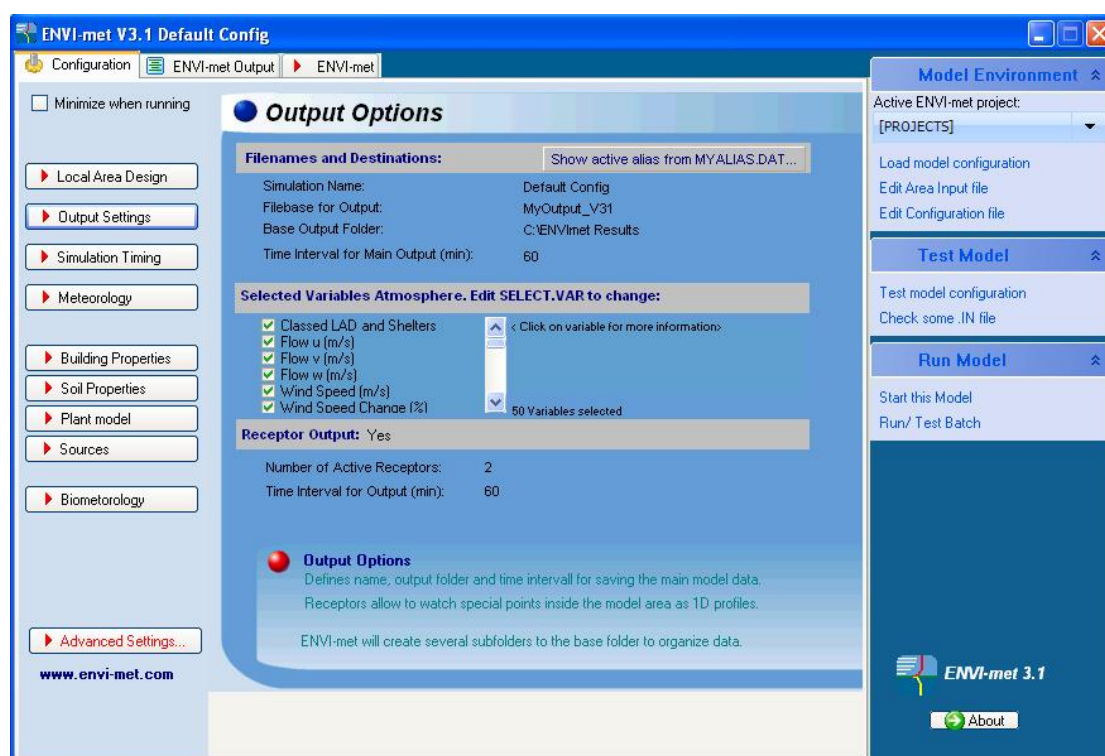 ENVI-met V3.1 Default Config
Configuration
ENVI-met Output
ENVI-met
Minimize when running
Local Area Design
Output Settings
Simulation Timing
Meteorology
Building Properties
Soil Properties
Plant model
Sources
Biometorology
Advanced Settings...
www.envi-met.com
Output Options
Filenames and Destinations:
Show active alias from MYALIAS.DAT...
Simulation Name: Default Config
Filebase for Output: MyOutput_V31
Base Output Folder: C:\ENVImet Results
Time Interval for Main Output (min): 60
Selected Variables Atmosphere. Edit SELECT.VAR to change:
Classed LAD and Shelters
Flow u (m/s)
Flow v (m/s)
Flow w (m/s)
Wind Speed (m/s)
Wind Speed Change (%)
< Click on variable for more information>
50 Variables selected
Receptor Output: Yes
Number of Active Receptors: 2
Time Interval for Output (min): 60
Output Options
Defines name, output folder and time intervall for saving the main model data.
Receptors allow to watch special points inside the model area as 1D profiles.
ENVI-met will create several subfolders to the base folder to organize data.
Model Environment
Active ENVI-met project:
[PROJECTS]
Load model configuration
Edit Area Input file
Edit Configuration file
Test Model
Test model configuration
Check some .IN file
Run Model
Start this Model
Run/ Test Batch
ENVI-met 3.1
About